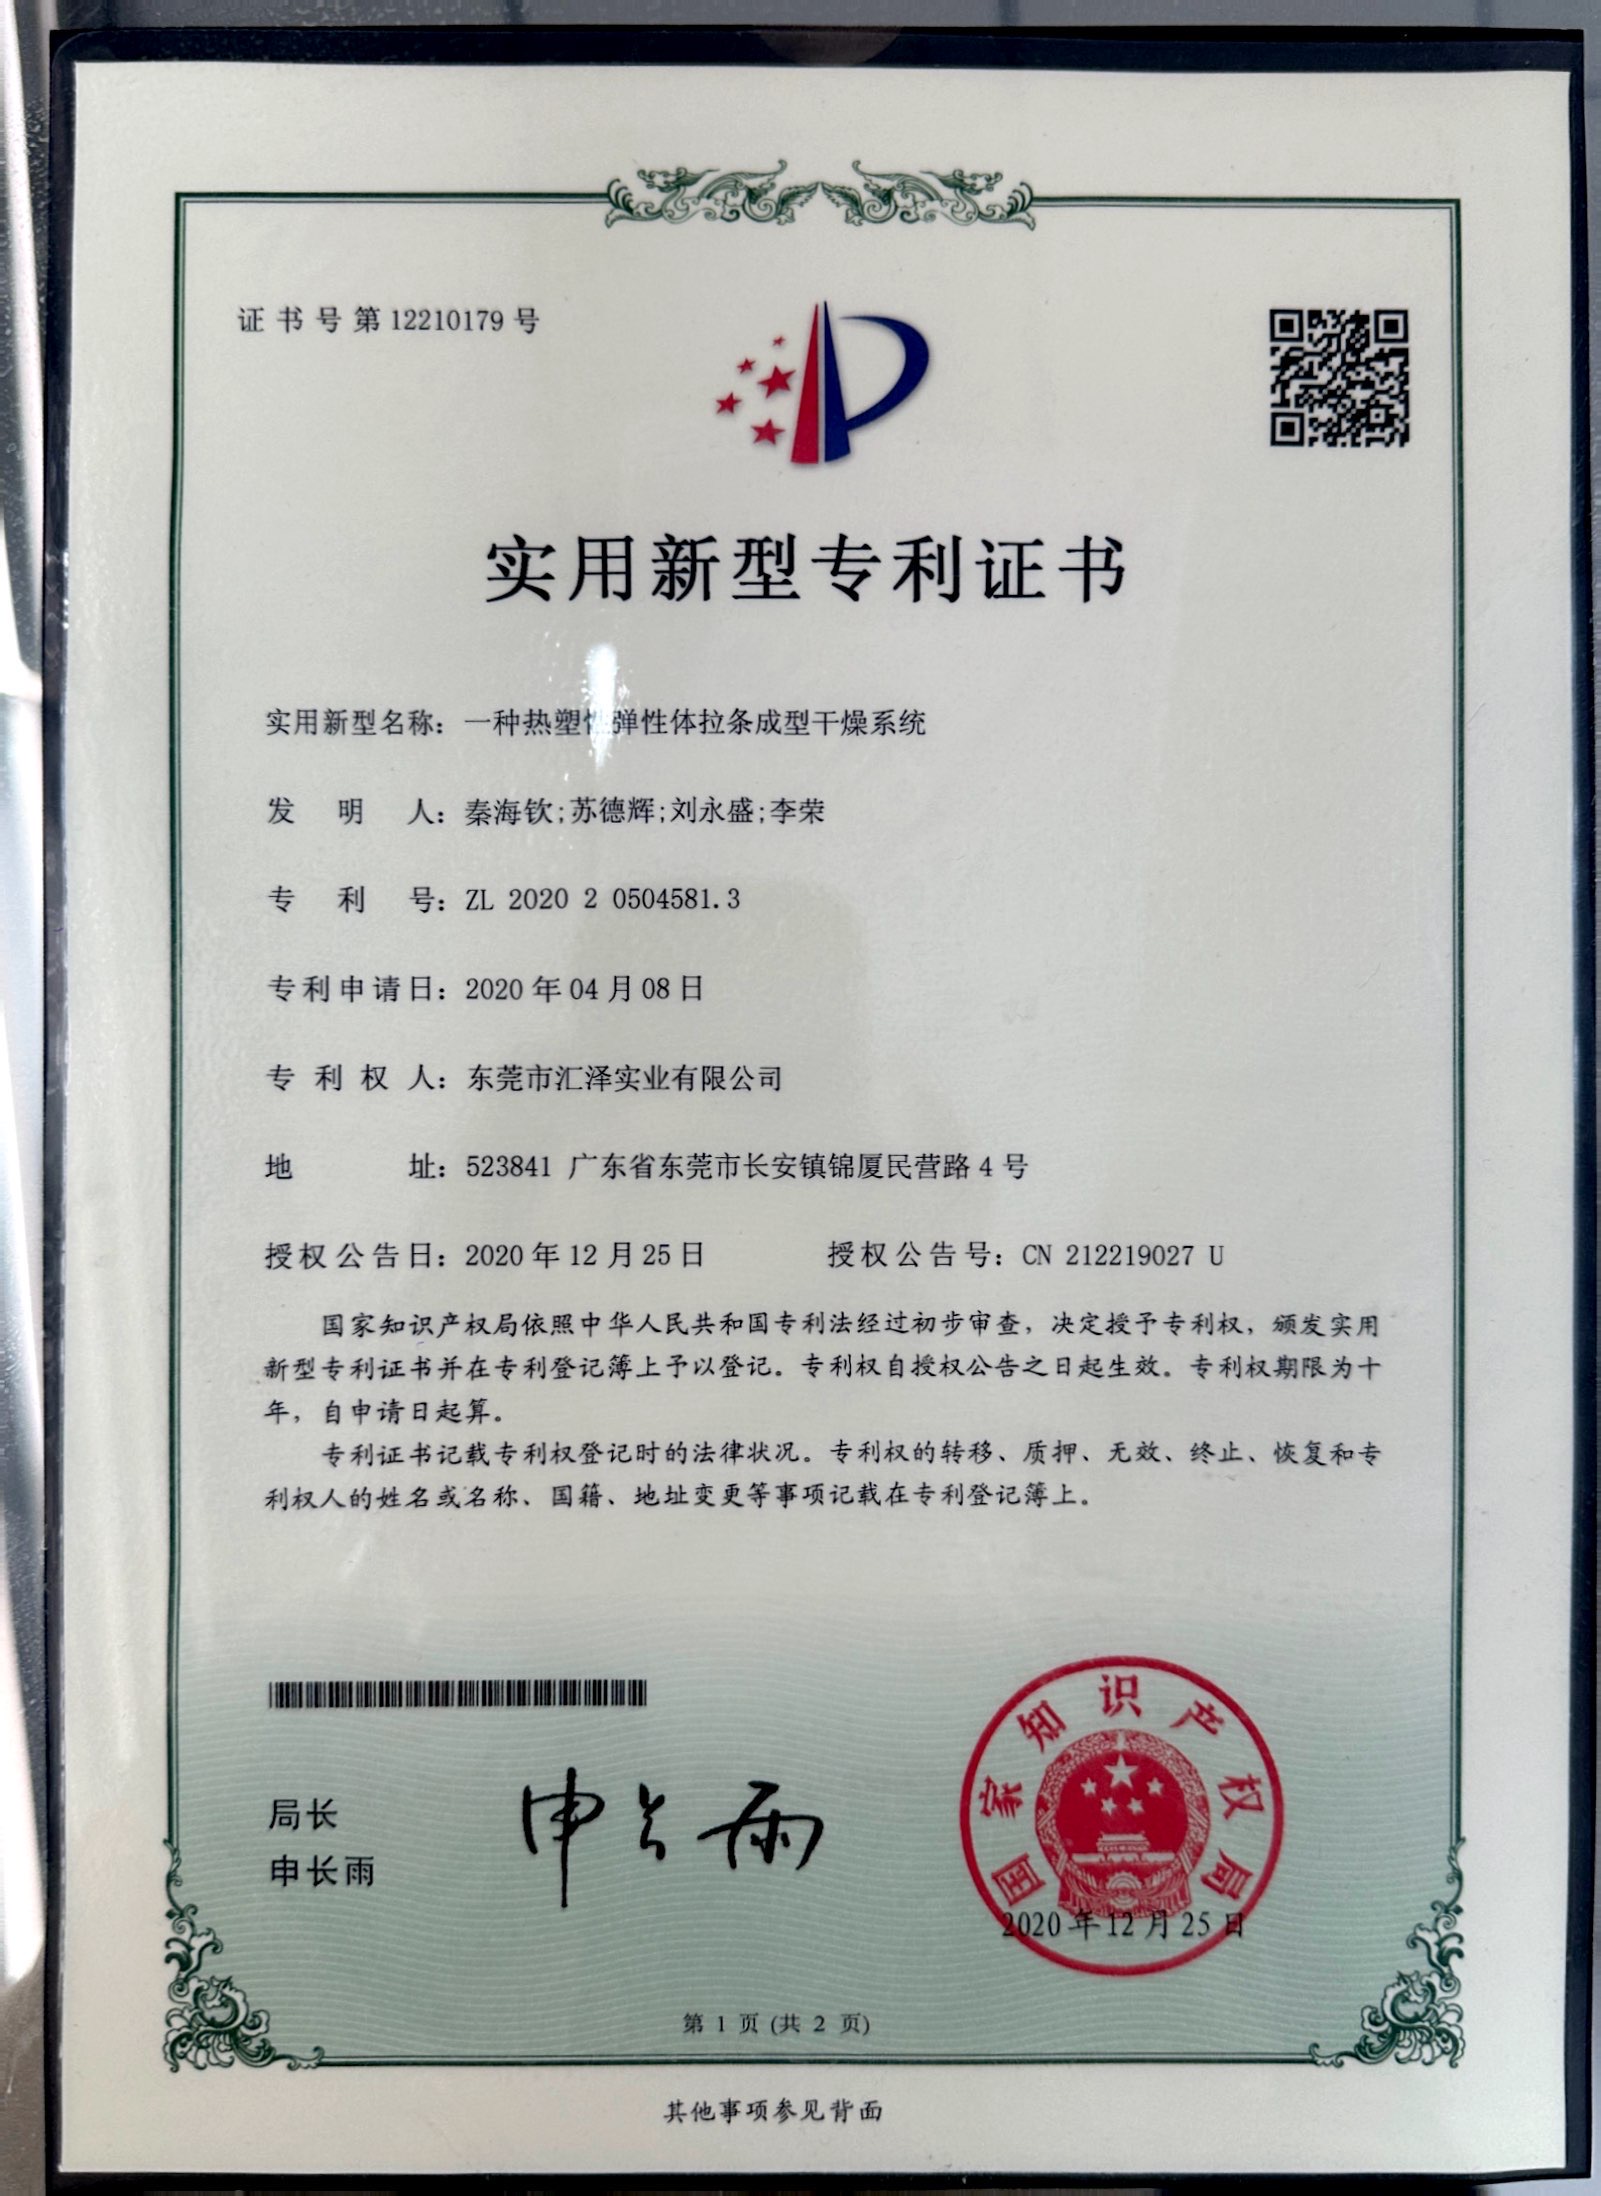 证书号第12210179号
实用新型专利证书
实用新型名称：一种热塑性弹性体拉条成型干燥系统
发明人：秦海钦;苏德辉;刘永盛;李荣
专利号：ZL 2020 2 0504581.3
专利申请日：2020年04月08日
专利权人：东莞市汇泽实业有限公司
地址：523841 广东省东莞市长安镇锦厦民营路4号
授权公告日：2020年12月25日 授权公告号：CN 212219027 U
国家知识产权局依照中华人民共和国专利法经过初步审查，决定授予专利权，颁发实用
新型专利证书并在专利登记簿上予以登记。专利权自授权公告之日起生效。专利权期限为十
年，自申请日起算。
专利证书记载专利权登记时的法律状况。专利权的转移、质押、无效、终止、恢复和专
利权人的姓名或名称、国籍、地址变更等事项记载在专利登记簿上。
局长
申长雨
申长雨
国家知识产权局
2020年12月25日
第1页(共2页)
其他事项参见背面